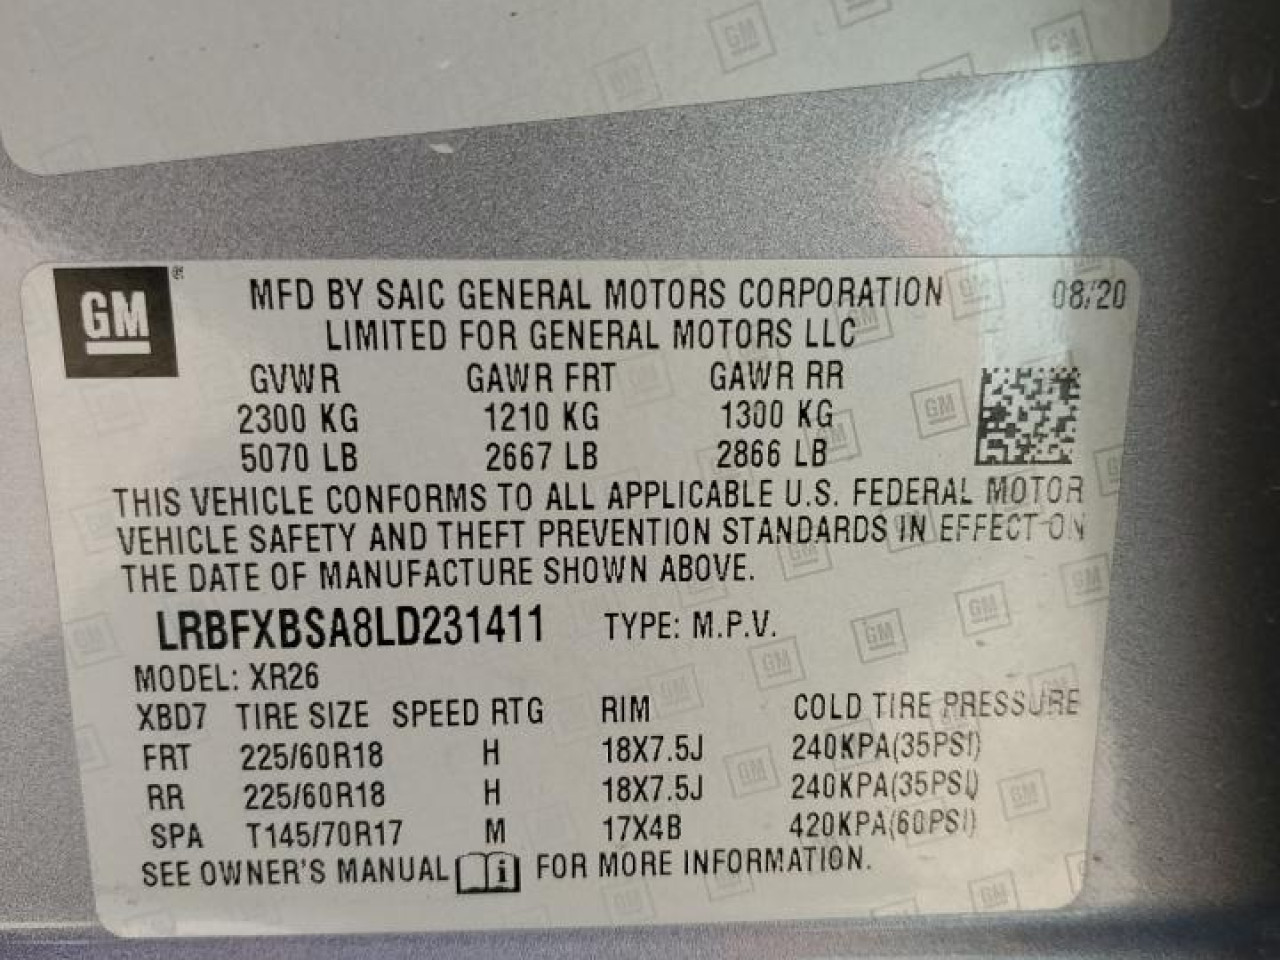 GM ® MFD BY SAIC GENERAL MOTORS CORPORATION 08/20
LIMITED FOR GENERAL MOTORS LLC
GVWR GAWR FRT GAWR RR
2300 KG 1210 KG 1300 KG
5070 LB 2667 LB 2866 LB
THIS VEHICLE CONFORMS TO ALL APPLICABLE U.S. FEDERAL MOTOR
VEHICLE SAFETY AND THEFT PREVENTION STANDARDS IN EFFECT ON
THE DATE OF MANUFACTURE SHOWN ABOVE.
LRBFXBSA8LD231411 TYPE: M.P.V.
MODEL: XR26
XBD7 TIRE SIZE SPEED RTG RIM COLD TIRE PRESSURE
FRT 225/60R18 H 18X7.5J 240KPA(35PSI)
RR 225/60R18 H 18X7.5J 240KPA(35PSI)
SPA T145/70R17 M 17X4B 420KPA(60PSI)
SEE OWNER'S MANUAL i FOR MORE INFORMATION.